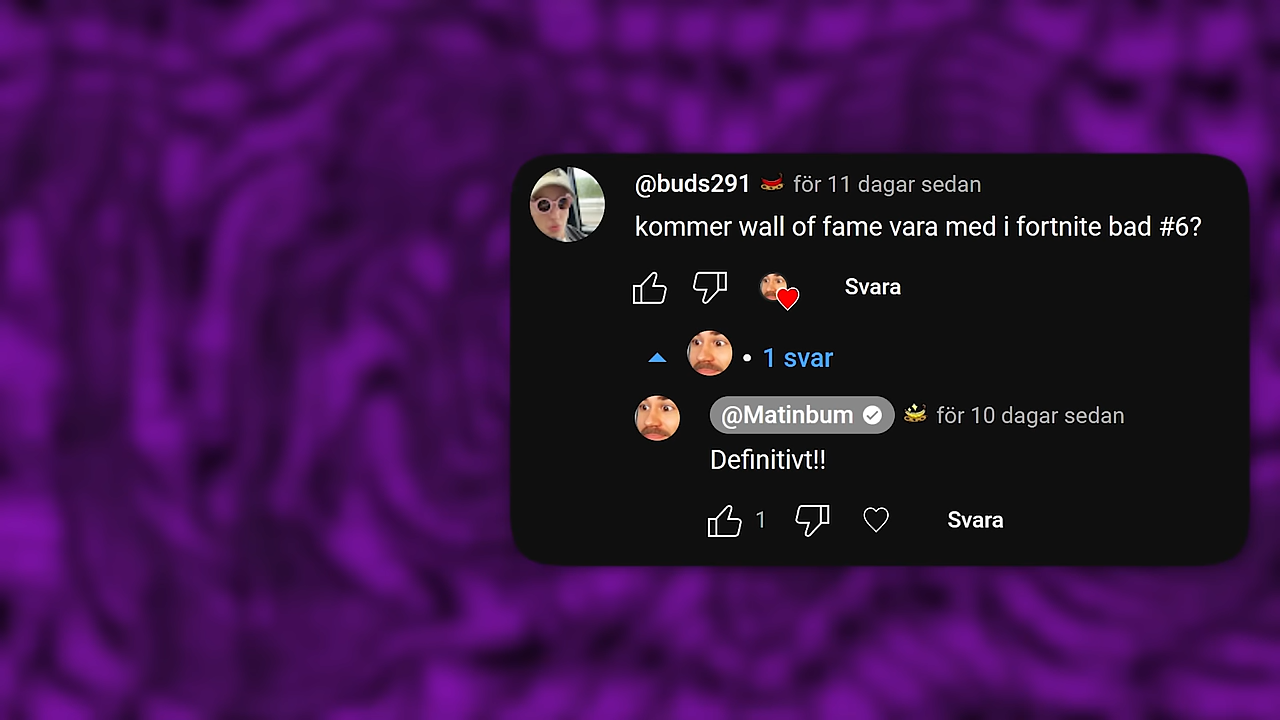 @buds291 för 11 dagar sedan
kommer wall of fame vara med i fortnite bad #6?
Svara
• 1 svar
@Matinbum för 10 dagar sedan
Definitivt!!
1 Svara